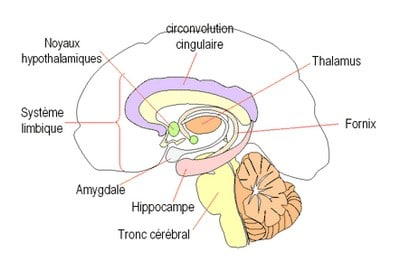 circonvolution
cingulaire
Noyaux
hypothalamiques
Thalamus
Système
limbique
Fornix
Amygdale
Hippocampe
Tronc cérébral